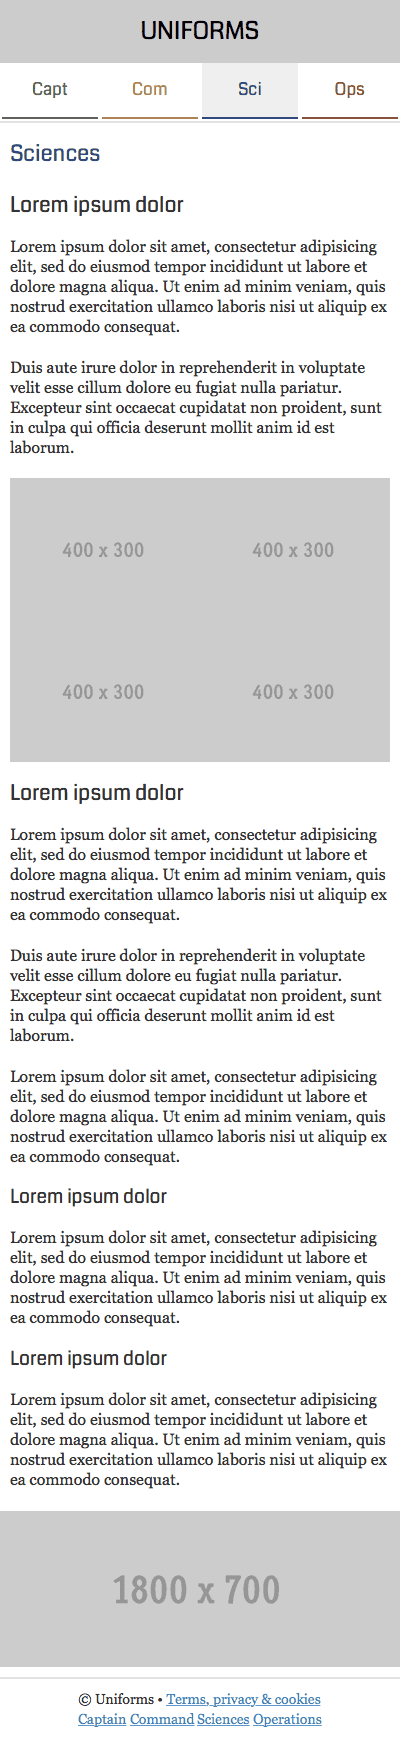 UNIFORMS
Capt Com Sci Ops
Sciences
Lorem ipsum dolor
Lorem ipsum dolor sit amet, consectetur adipisicing
elit, sed do eiusmod tempor incididunt ut labore et
dolore magna aliqua. Ut enim ad minim veniam, quis
nostrud exercitation ullamco laboris nisi ut aliquip ex
ea commodo consequat.
Duis aute irure dolor in reprehenderit in voluptate
velit esse cillum dolore eu fugiat nulla pariatur.
Excepteur sint occaecat cupidatat non proident, sunt
in culpa qui officia deserunt mollit anim id est
laborum.
400 x 300 400 x 300
400 x 300 400 x 300
Lorem ipsum dolor
Lorem ipsum dolor sit amet, consectetur adipisicing
elit, sed do eiusmod tempor incididunt ut labore et
dolore magna aliqua. Ut enim ad minim veniam, quis
nostrud exercitation ullamco laboris nisi ut aliquip ex
ea commodo consequat.
Duis aute irure dolor in reprehenderit in voluptate
velit esse cillum dolore eu fugiat nulla pariatur.
Excepteur sint occaecat cupidatat non proident, sunt
in culpa qui officia deserunt mollit anim id est
laborum.
Lorem ipsum dolor sit amet, consectetur adipisicing
elit, sed do eiusmod tempor incididunt ut labore et
dolore magna aliqua. Ut enim ad minim veniam, quis
nostrud exercitation ullamco laboris nisi ut aliquip ex
ea commodo consequat.
Lorem ipsum dolor
Lorem ipsum dolor sit amet, consectetur adipisicing
elit, sed do eiusmod tempor incididunt ut labore et
dolore magna aliqua. Ut enim ad minim veniam, quis
nostrud exercitation ullamco laboris nisi ut aliquip ex
ea commodo consequat.
Lorem ipsum dolor
Lorem ipsum dolor sit amet, consectetur adipisicing
elit, sed do eiusmod tempor incididunt ut labore et
dolore magna aliqua. Ut enim ad minim veniam, quis
nostrud exercitation ullamco laboris nisi ut aliquip ex
ea commodo consequat.
1800 x 700
© Uniforms • Terms, privacy & cookies
Captain Command Sciences Operations